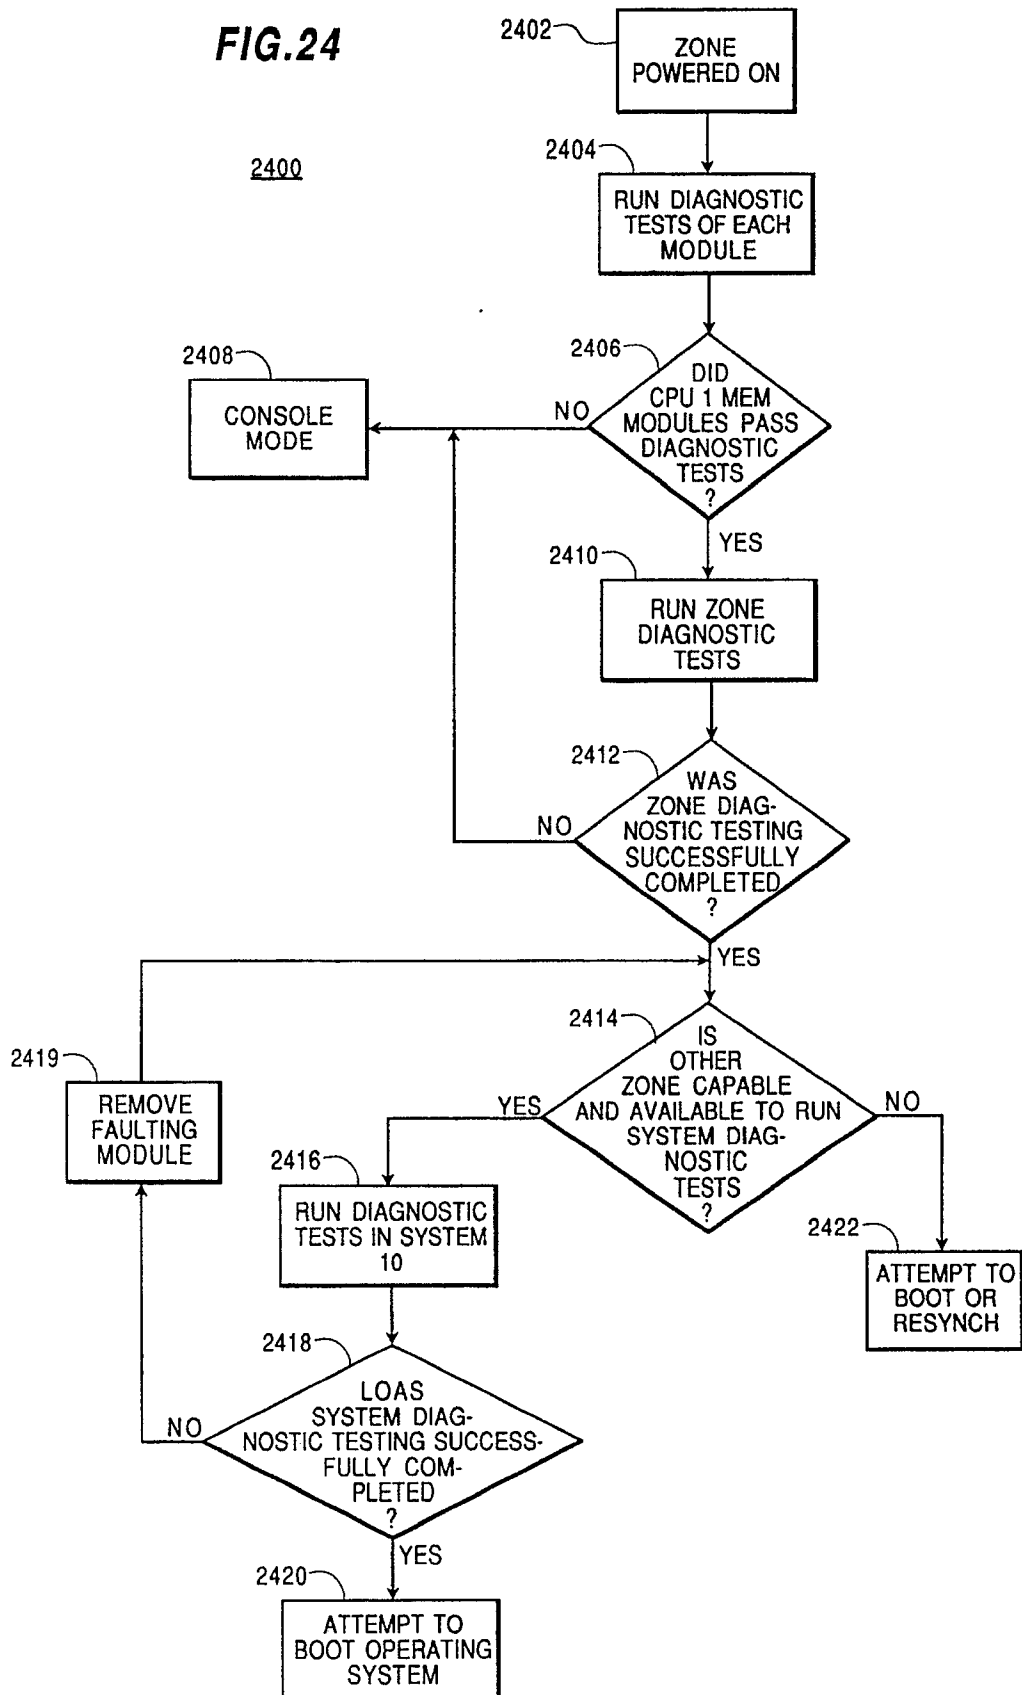 FIG.24
2400
2402
ZONE
POWERED ON
2404
RUN DIAGNOSTIC
TESTS OF EACH
MODULE
2406
DID
CPU 1 MEM
MODULES PASS
DIAGNOSTIC
TESTS
?
NO
2408
CONSOLE
MODE
YES
2410
RUN ZONE
DIAGNOSTIC
TESTS
2412
WAS
ZONE DIAG-
NOSTIC TESTING
SUCCESSFULLY
COMPLETED
?
NO
YES
2414
IS
OTHER
ZONE CAPABLE
AND AVAILABLE TO RUN
SYSTEM DIAG-
NOSTIC
TESTS
?
YES
NO
2419
REMOVE
FAULTING
MODULE
2416
RUN DIAGNOSTIC
TESTS IN SYSTEM
10
2422
ATTEMPT TO
BOOT OR
RESYNCH
2418
LOAS
SYSTEM DIAG-
NOSTIC TESTING SUCCESS-
FULLY COM-
PLETED
?
NO
YES
2420
ATTEMPT TO
BOOT OPERATING
SYSTEM